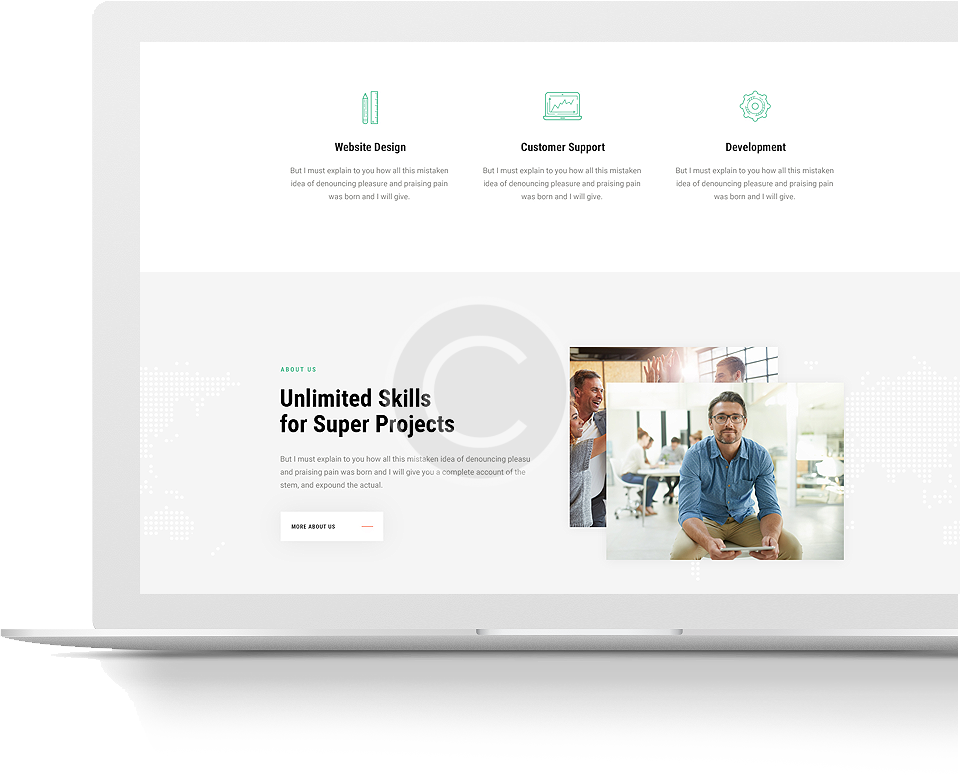 Website Design
But I must explain to you how all this mistaken
idea of denouncing pleasure and praising pain
was born and I will give.
Customer Support
But I must explain to you how all this mistaken
idea of denouncing pleasure and praising pain
was born and I will give.
Development
But I must explain to you how all this mistaken
idea of denouncing pleasure and praising pain
was born and I will give.
ABOUT US
Unlimited Skills
for Super Projects
But I must explain to you how all this mistaken idea of denouncing pleasu
and praising pain was born and I will give you a complete account of the
stem, and expound the actual.
MORE ABOUT US
C